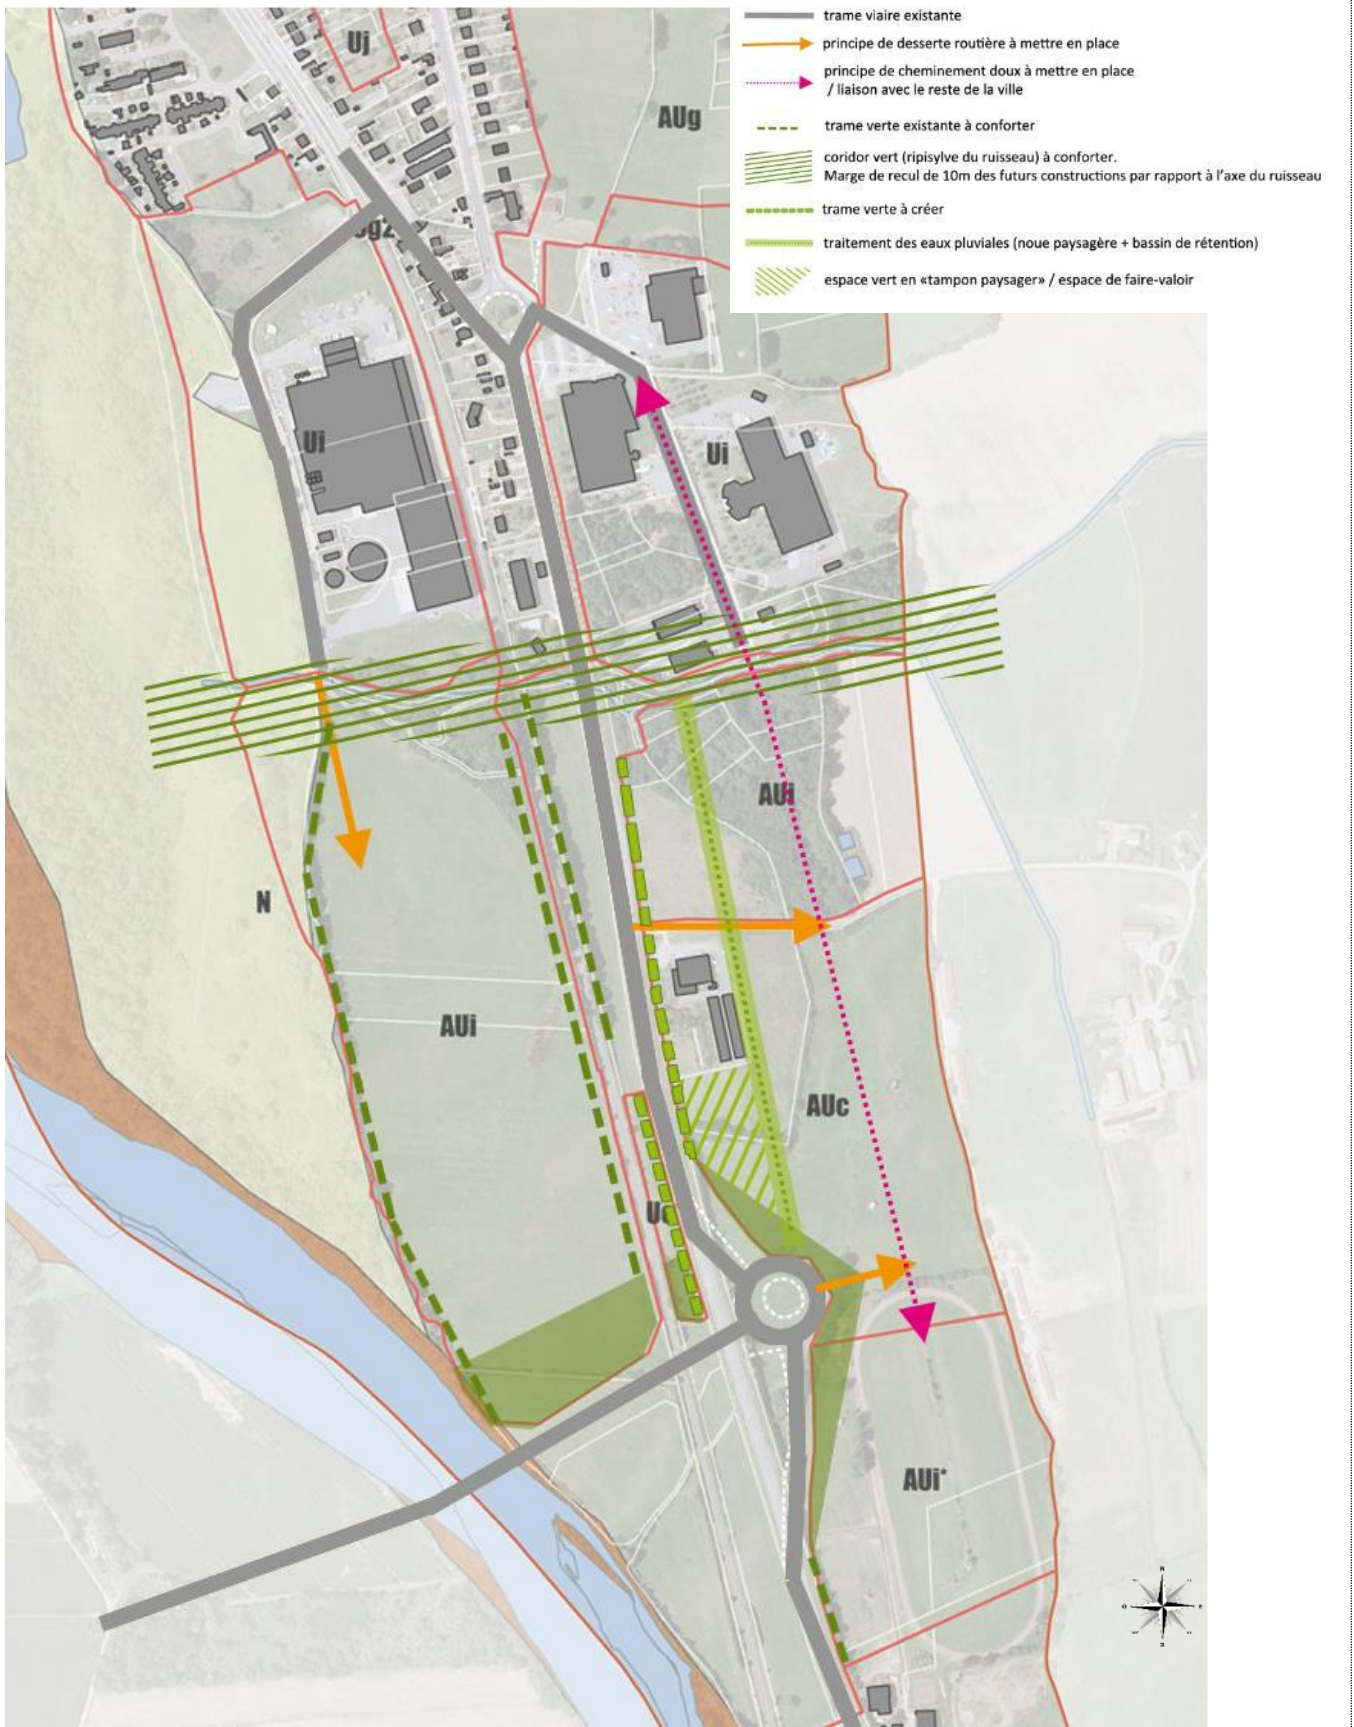 trame viaire existante
principe de desserte routière à mettre en place
principe de cheminement doux à mettre en place
/ liaison avec le reste de la ville
trame verte existante à conforter
coridor vert (ripisylve du ruisseau) à conforter.
Marge de recul de 10m des futurs constructions par rapport à l'axe du ruisseau
trame verte à créer
traitement des eaux pluviales (noue paysagère + bassin de rétention)
espace vert en «tampon paysager» / espace de faire-valoir
Uj
AUg
Ui
Ui
AUi
N
AUi
AUc
AUi*
N
O
E
S